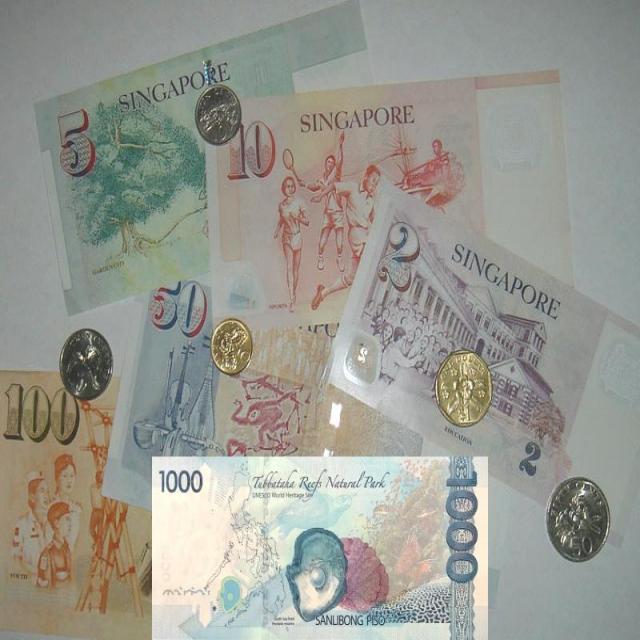 SINGAPORE
5
GARDEN CITY
SINGAPORE
10
SPORTS
SINGAPORE
2
EDUCATION
2
50
100
YOUTH
1000
Tubbataha Reefs Natural Park
UNESCO World Heritage Site
1000
SANLIBONG PISO